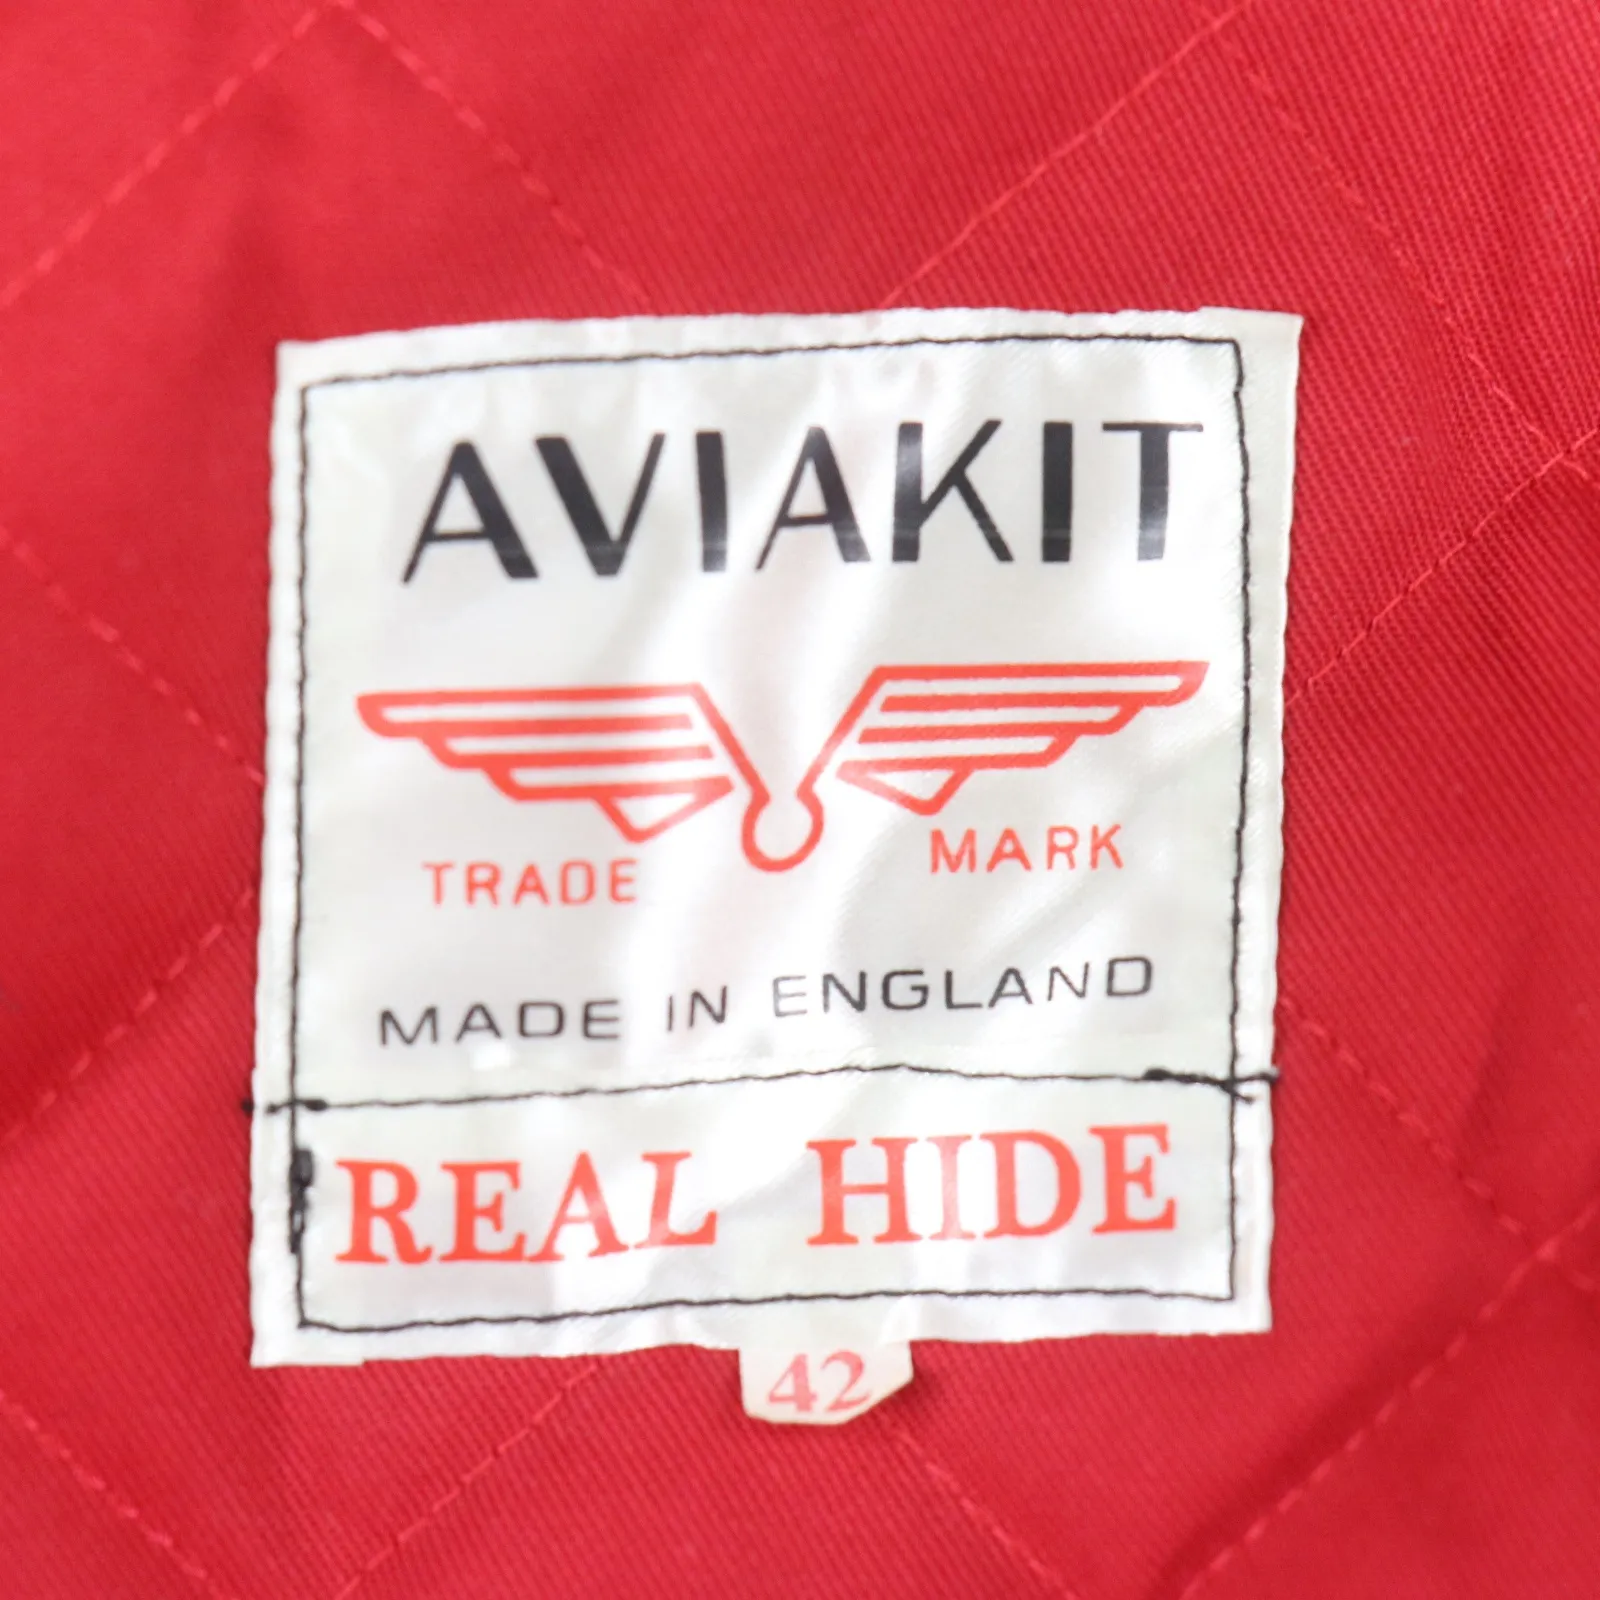 AVIAKIT
TRADE MARK
MADE IN ENGLAND
REAL HIDE
42